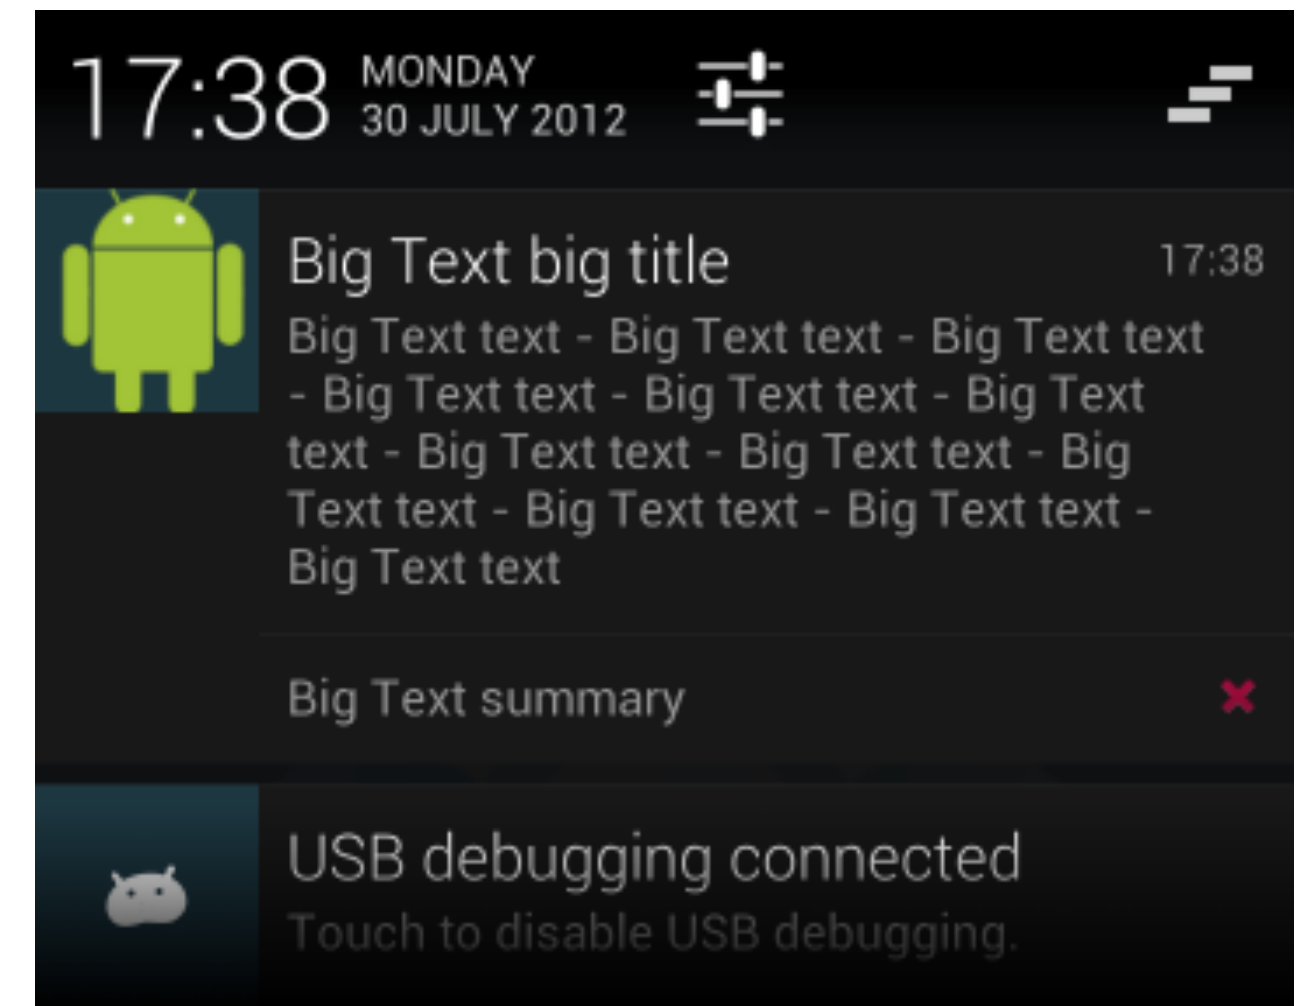 17:38
MONDAY
30 JULY 2012
Big Text big title
17:38
Big Text text - Big Text text - Big Text text
- Big Text text - Big Text text - Big Text
text - Big Text text - Big Text text - Big
Text text - Big Text text - Big Text text -
Big Text text
Big Text summary
USB debugging connected
Touch to disable USB debugging.